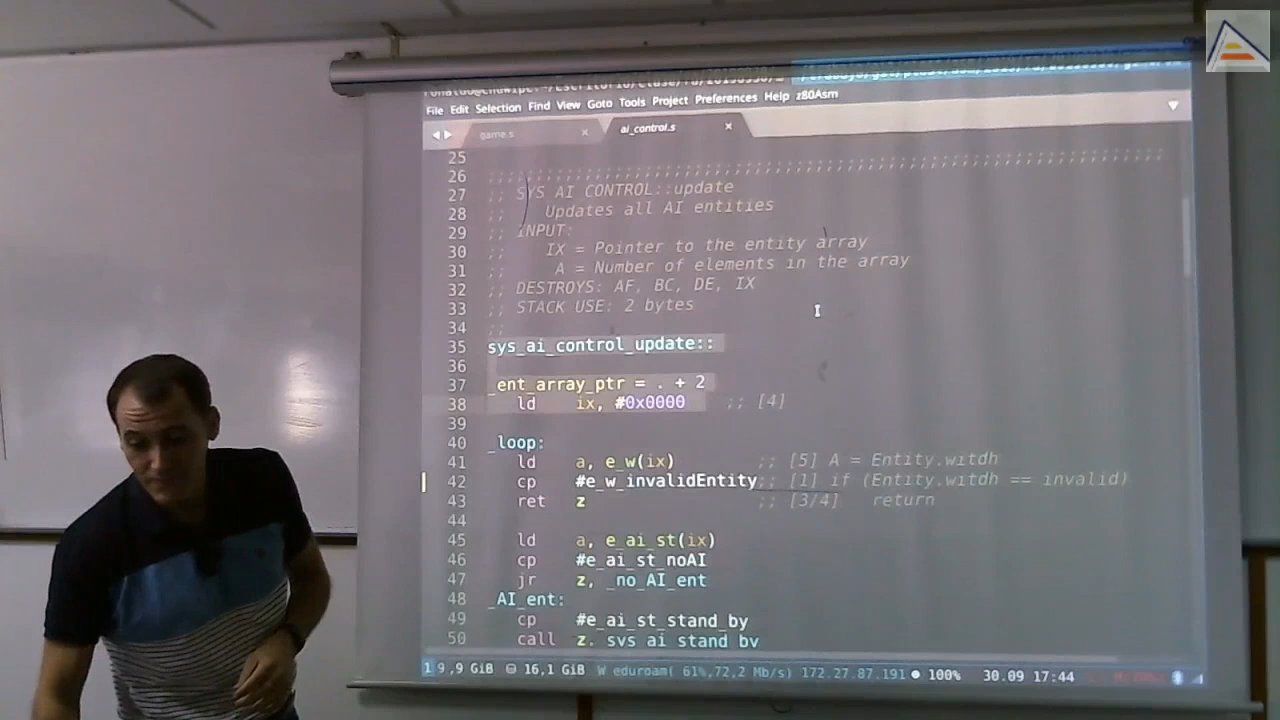 File Edit Selection Find View Goto Tools Project Preferences Help z80Asm
game.s × ai_control.s ×
25
26 ;;;;;;;;;;;;;;;;;;;;;;;;;;;;;;;;;;;;;;;;;;;;;;;;;;;;;;;;;;;;;;;;;;;;;;
27 ;; SYS AI CONTROL::update
28 ;; Updates all AI entities
29 ;; INPUT:
30 ;; IX = Pointer to the entity array
31 ;; A = Number of elements in the array
32 ;; DESTROYS: AF, BC, DE, IX
33 ;; STACK USE: 2 bytes
34 ;;
35 sys_ai_control_update::
36
37 _ent_array_ptr = . + 2
38 ld ix, #0x0000 ;; [4]
39
40 _loop:
41 ld a, e_w(ix) ;; [5] A = Entity.witdh
42 cp #e_w_invalidEntity;; [1] if (Entity.witdh == invalid)
43 ret z ;; [3/4] return
44
45 ld a, e_ai_st(ix)
46 cp #e_ai_st_noAI
47 jr z, _no_AI_ent
48 _AI_ent:
49 cp #e_ai_st_stand_by
50 call z, sys_ai_stand_by
1 9,9 GiB 16,1 GiB W eduroam( 61%,72,2 Mb/s) 172.27.87.191 100% 30.09 17:44